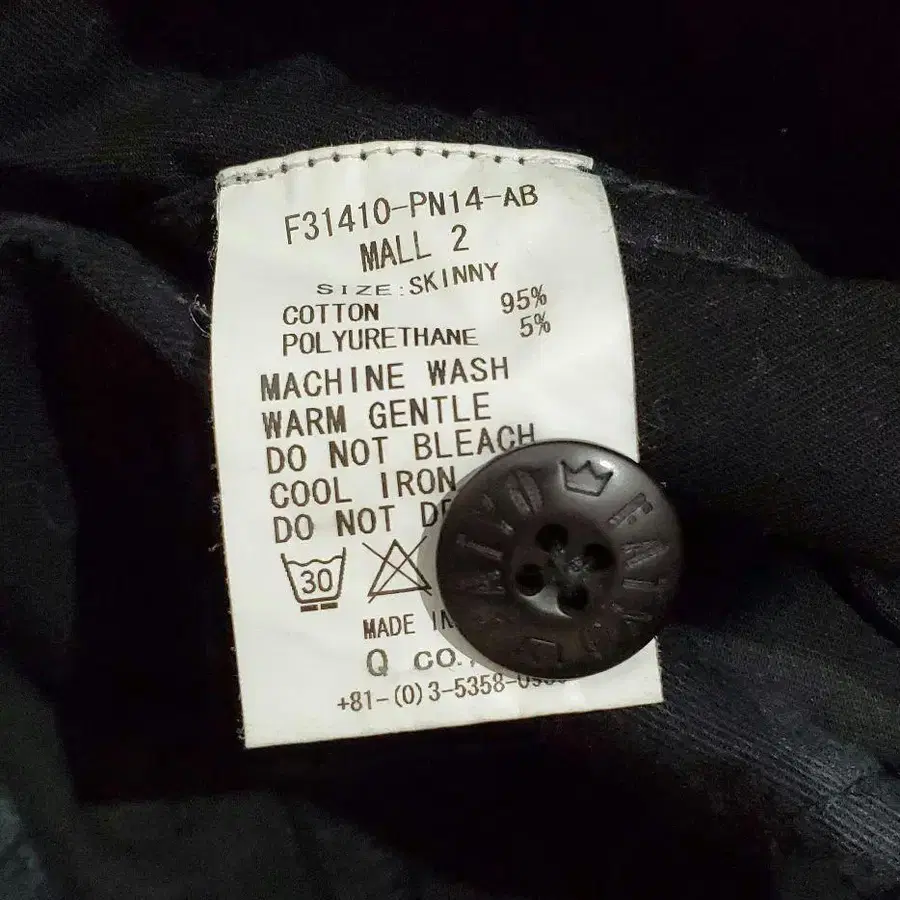 F31410-PN14-AB
MALL 2
SIZE:SKINNY
COTTON 95%
POLYURETHANE 5%
MACHINE WASH
WARM GENTLE
DO NOT BLEACH
COOL IRON
DO NOT
30
MADE IN
Q CO.
+81-(0)3-5358-